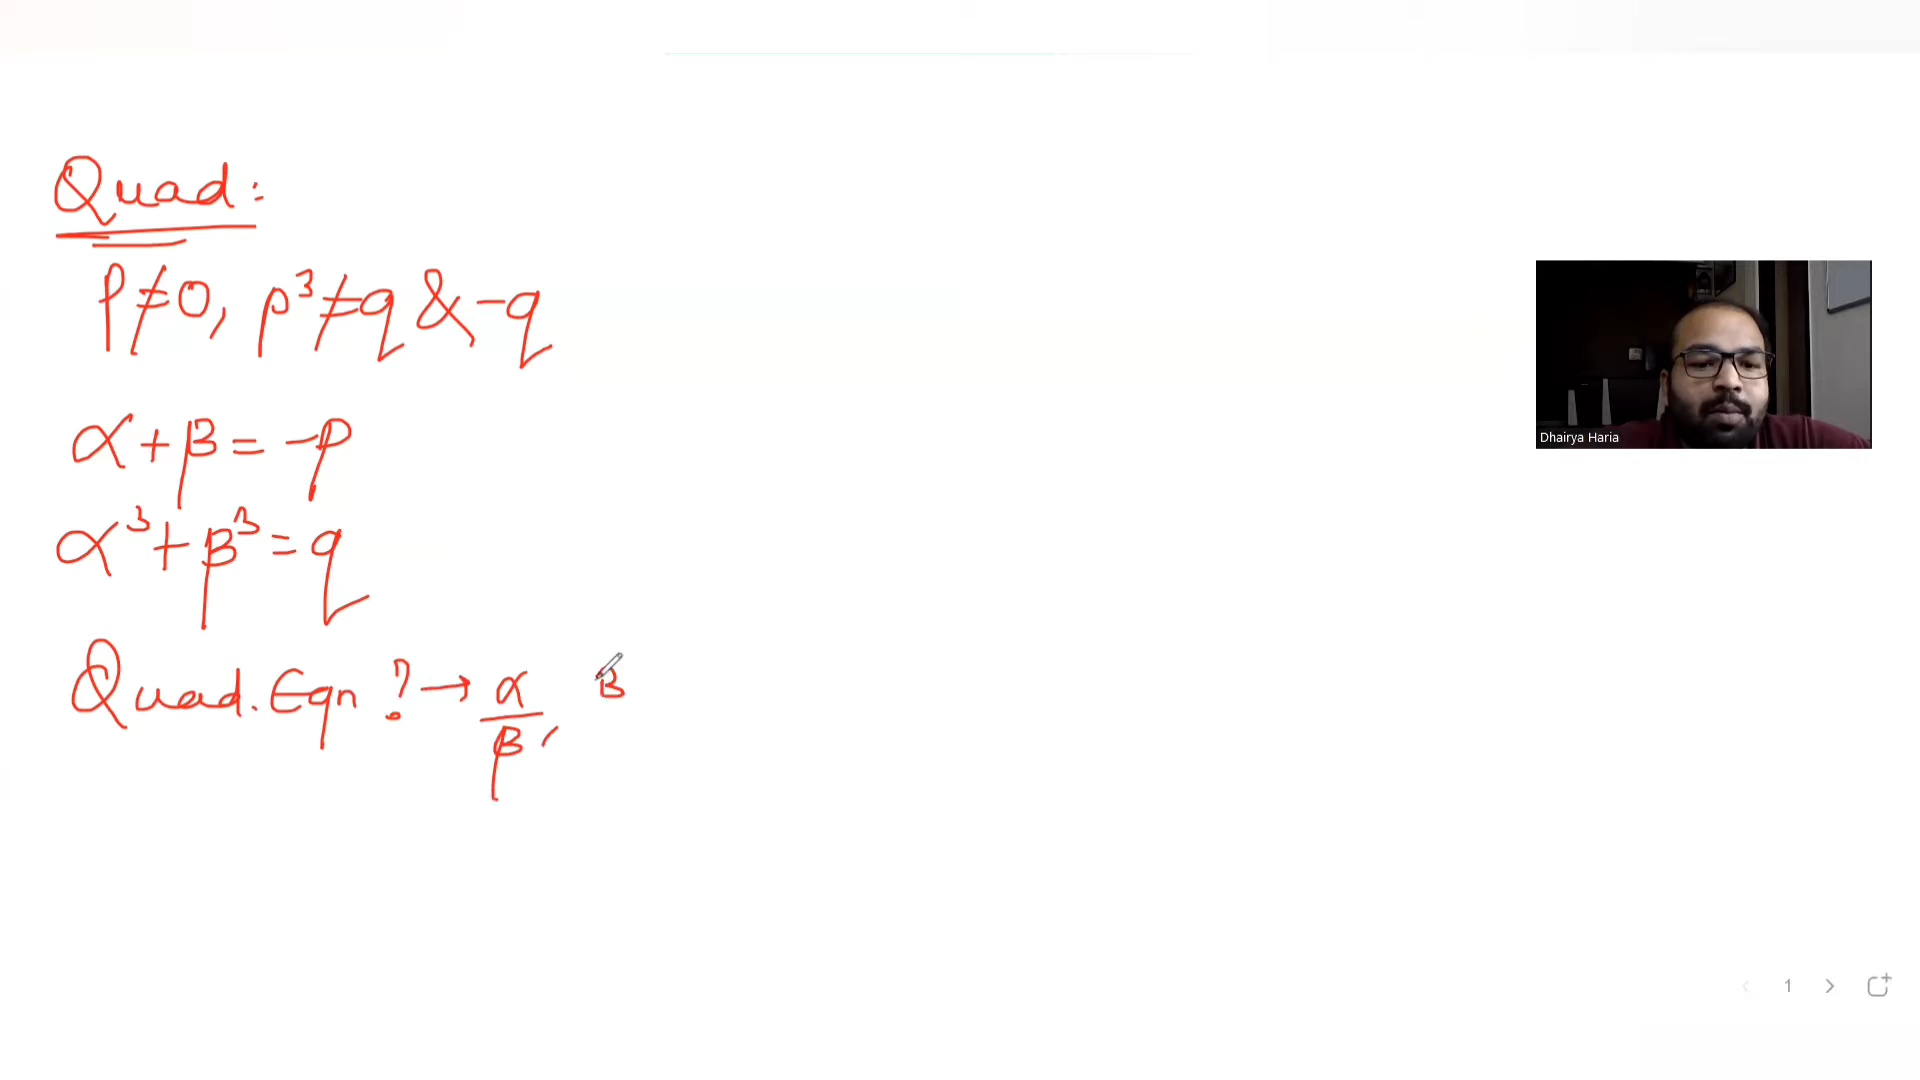 Quad:
p≠0, p³≠q & -q
α+β = -p
α³+β³ = q
Quad. Eqn ? → α/β, β
Dhairya Haria
1